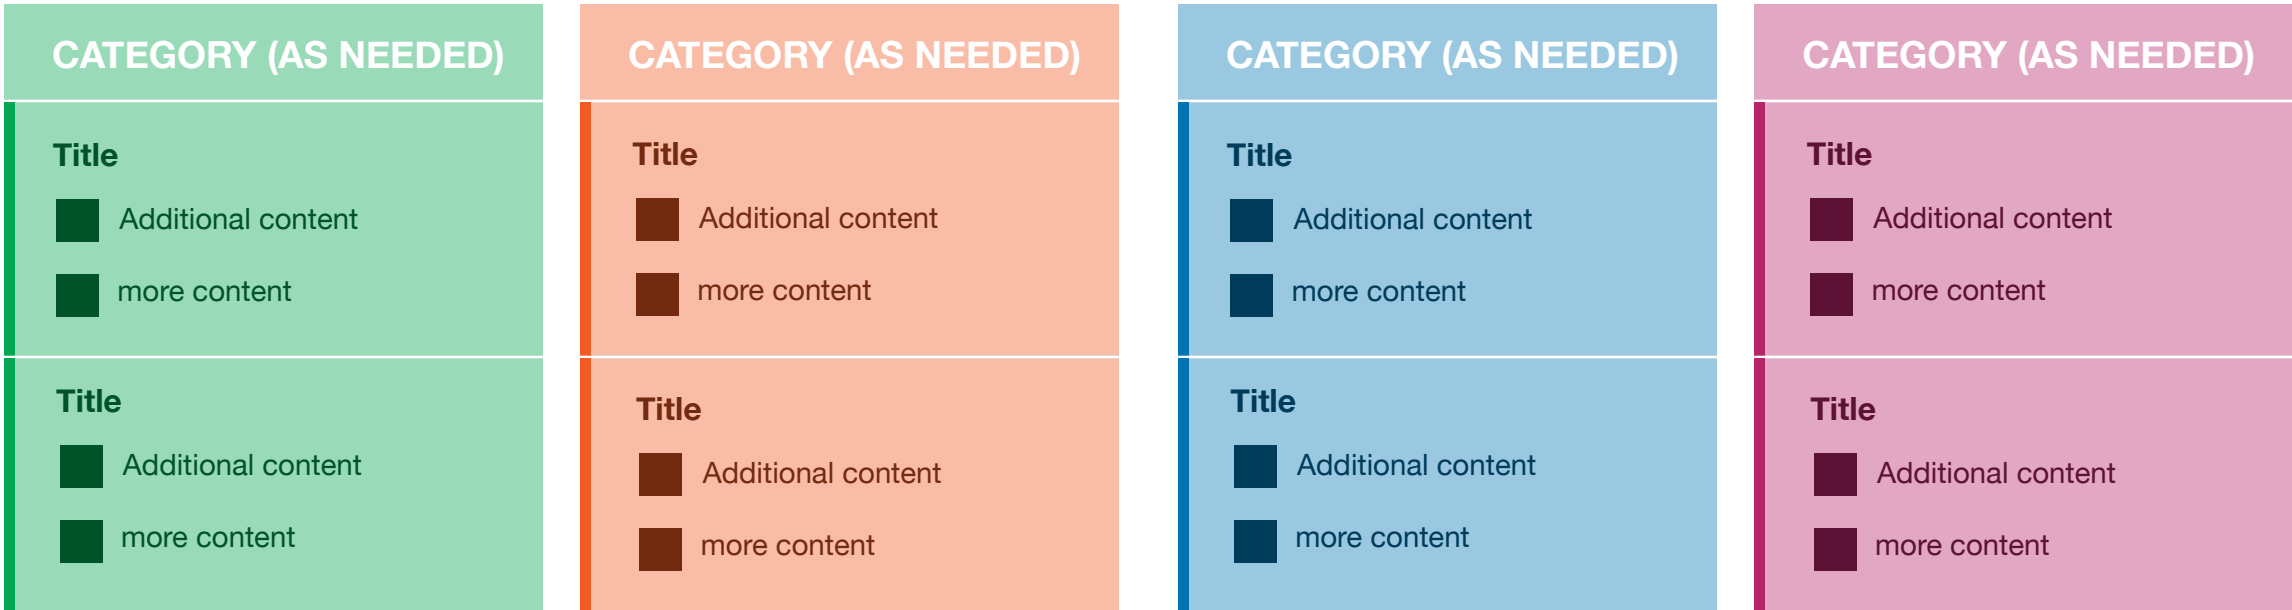 CATEGORY (AS NEEDED)
Title
Additional content
more content
Title
Additional content
more content
CATEGORY (AS NEEDED)
Title
Additional content
more content
Title
Additional content
more content
CATEGORY (AS NEEDED)
Title
Additional content
more content
Title
Additional content
more content
CATEGORY (AS NEEDED)
Title
Additional content
more content
Title
Additional content
more content